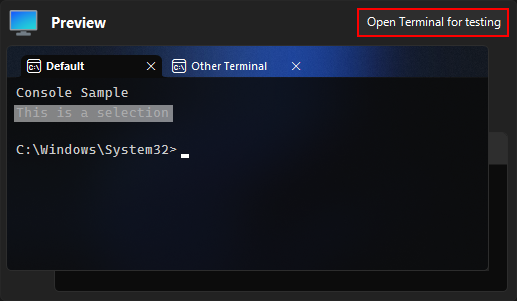 Preview
Open Terminal for testing
Default
Other Terminal
Console Sample
This is a selection
C:\Windows\System32>